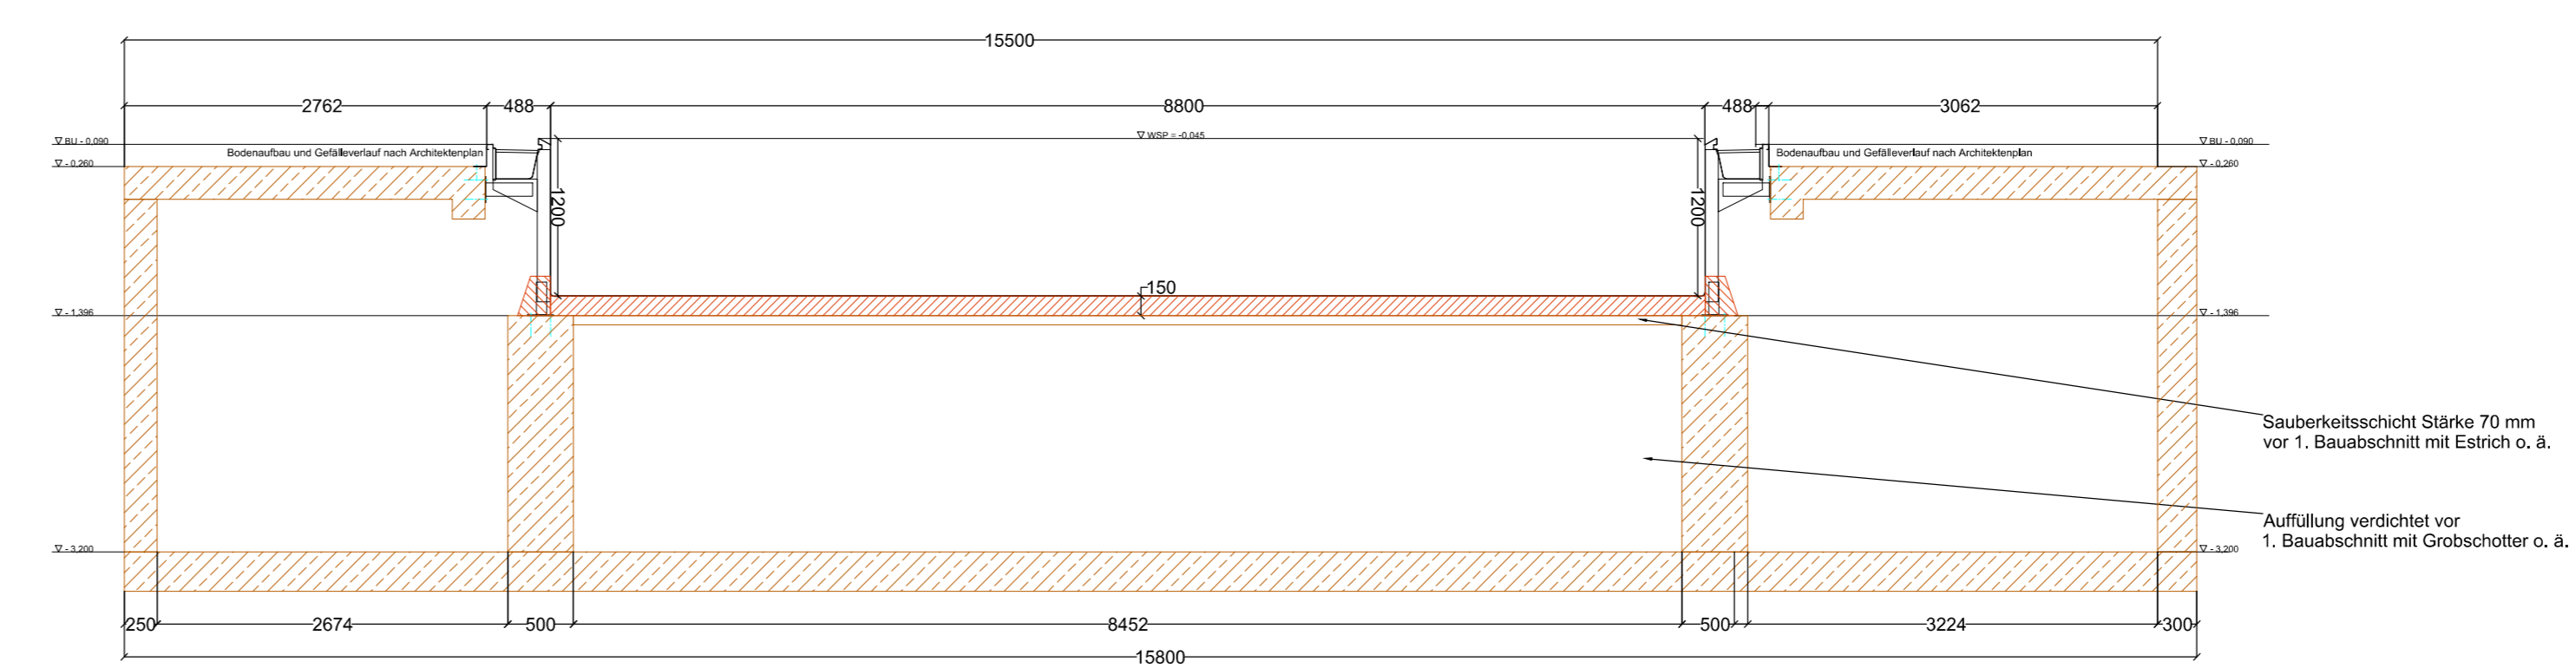 15500
2762 488 8800 488 3062
▽ BU - 0,090 ▽ WSP = -0,045 ▽ BU - 0,090
Bodenaufbau und Gefälleverlauf nach Architektenplan Bodenaufbau und Gefälleverlauf nach Architektenplan
▽ - 0,260 ▽ - 0,260
1200 1200
150
▽ - 1,396 ▽ - 1,396
Sauberkeitsschicht Stärke 70 mm
vor 1. Bauabschnitt mit Estrich o. ä.
Auffüllung verdichtet vor
1. Bauabschnitt mit Grobschotter o. ä.
▽ - 3,200 ▽ - 3,200
250 2674 500 8452 500 3224 300
15800